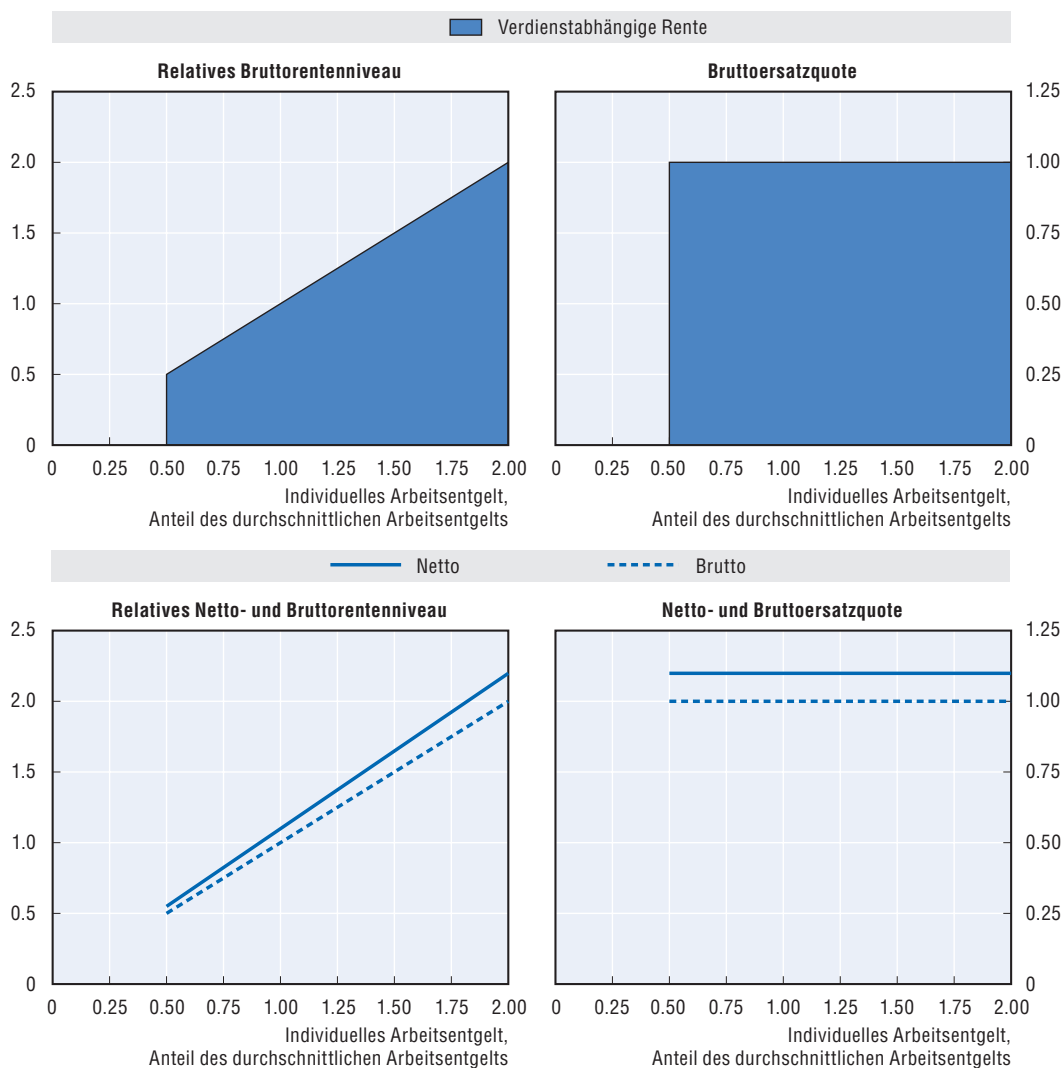 Verdienstabhängige Rente
Relatives Bruttorentenniveau
Bruttoersatzquote
2.5
2.0
1.5
1.0
0.5
0
0 0.25 0.50 0.75 1.00 1.25 1.50 1.75 2.00
Individuelles Arbeitsentgelt,
Anteil des durchschnittlichen Arbeitsentgelts
1.25
1.00
0.75
0.50
0.25
0
0 0.25 0.50 0.75 1.00 1.25 1.50 1.75 2.00
Individuelles Arbeitsentgelt,
Anteil des durchschnittlichen Arbeitsentgelts
Netto Brutto
Relatives Netto- und Bruttorentenniveau
Netto- und Bruttoersatzquote
2.5
2.0
1.5
1.0
0.5
0
0 0.25 0.50 0.75 1.00 1.25 1.50 1.75 2.00
Individuelles Arbeitsentgelt,
Anteil des durchschnittlichen Arbeitsentgelts
1.25
1.00
0.75
0.50
0.25
0
0 0.25 0.50 0.75 1.00 1.25 1.50 1.75 2.00
Individuelles Arbeitsentgelt,
Anteil des durchschnittlichen Arbeitsentgelts